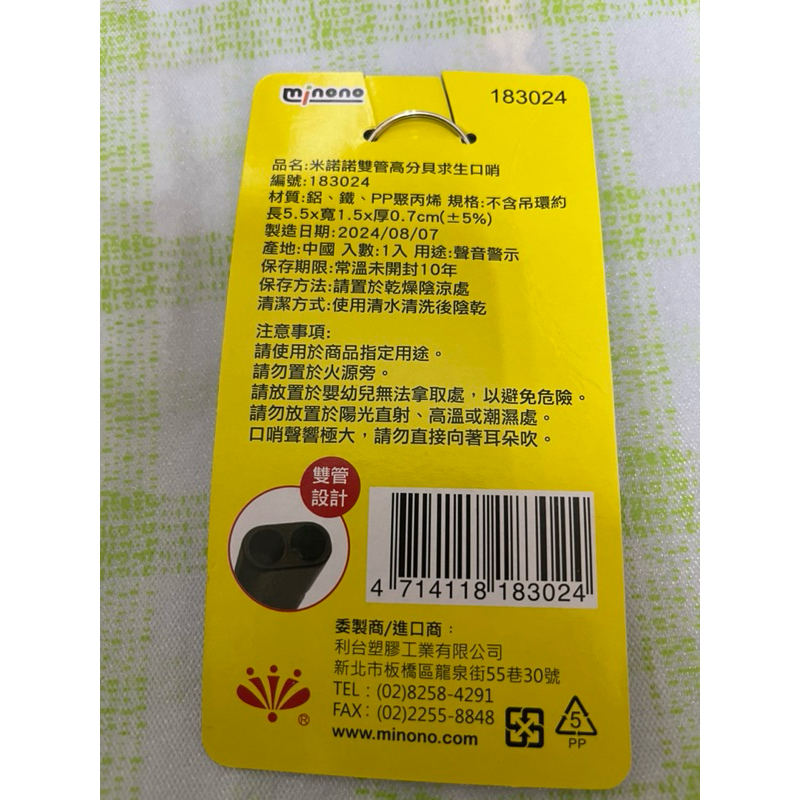 minono
183024
品名:米諾諾雙管高分貝求生口哨
編號:183024
材質:鋁、鐵、PP聚丙烯 規格:不含吊環約
長5.5x寬1.5x厚0.7cm(±5%)
製造日期:2024/08/07
產地:中國 入數:1入 用途:聲音警示
保存期限:常溫未開封10年
保存方法:請置於乾燥陰涼處
清潔方式:使用清水清洗後陰乾
注意事項:
請使用於商品指定用途。
請勿置於火源旁。
請放置於嬰幼兒無法拿取處，以避免危險。
請勿放置於陽光直射、高溫或潮濕處。
口哨聲響極大，請勿直接向著耳朵吹。
雙管
設計
4 714118 183024
委製商/進口商：
利台塑膠工業有限公司
新北市板橋區龍泉街55巷30號
TEL：(02)8258-4291
FAX：(02)2255-8848
www.minono.com
®
5
PP